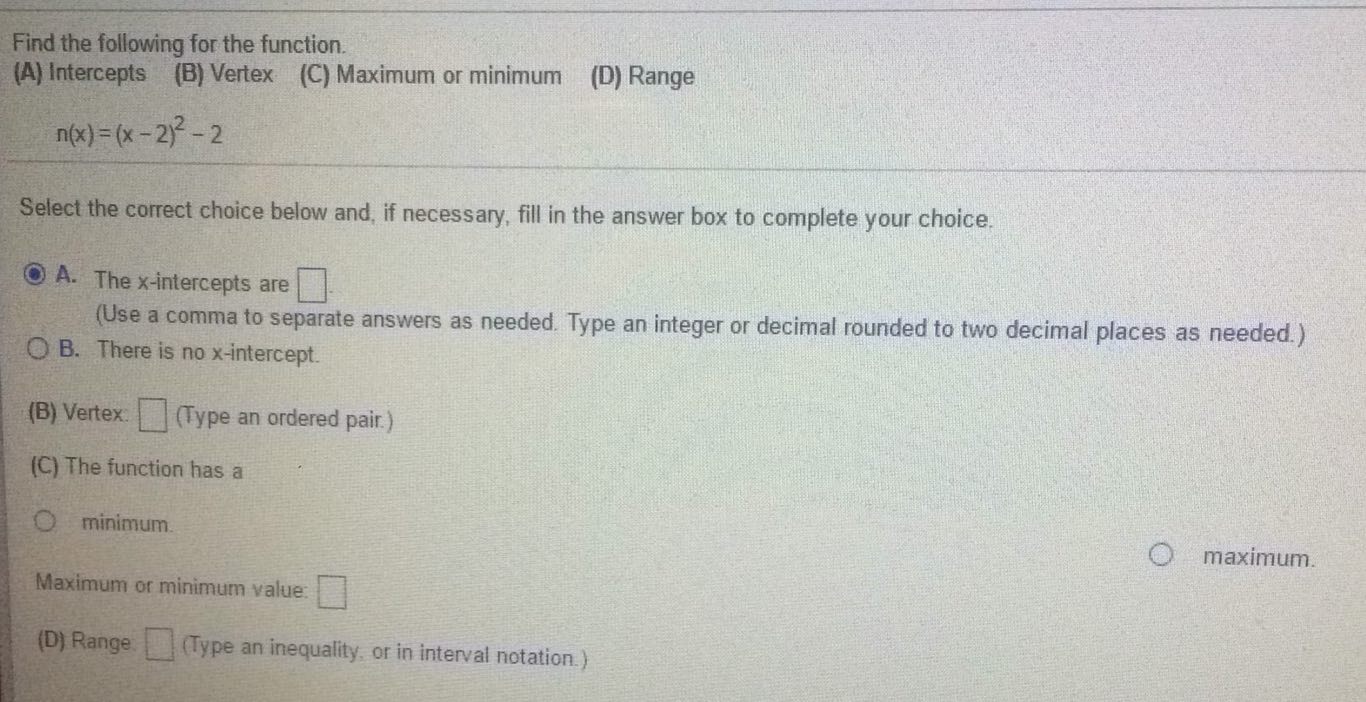 Find the following for the function.
(A) Intercepts (B) Vertex (C) Maximum or minimum (D) Range
n(x) = (x − 2)² − 2
Select the correct choice below and, if necessary, fill in the answer box to complete your choice.
A. The x-intercepts are .
(Use a comma to separate answers as needed. Type an integer or decimal rounded to two decimal places as needed.)
B. There is no x-intercept.
(B) Vertex: (Type an ordered pair.)
(C) The function has a
minimum.
maximum.
Maximum or minimum value:
(D) Range: (Type an inequality, or in interval notation.)